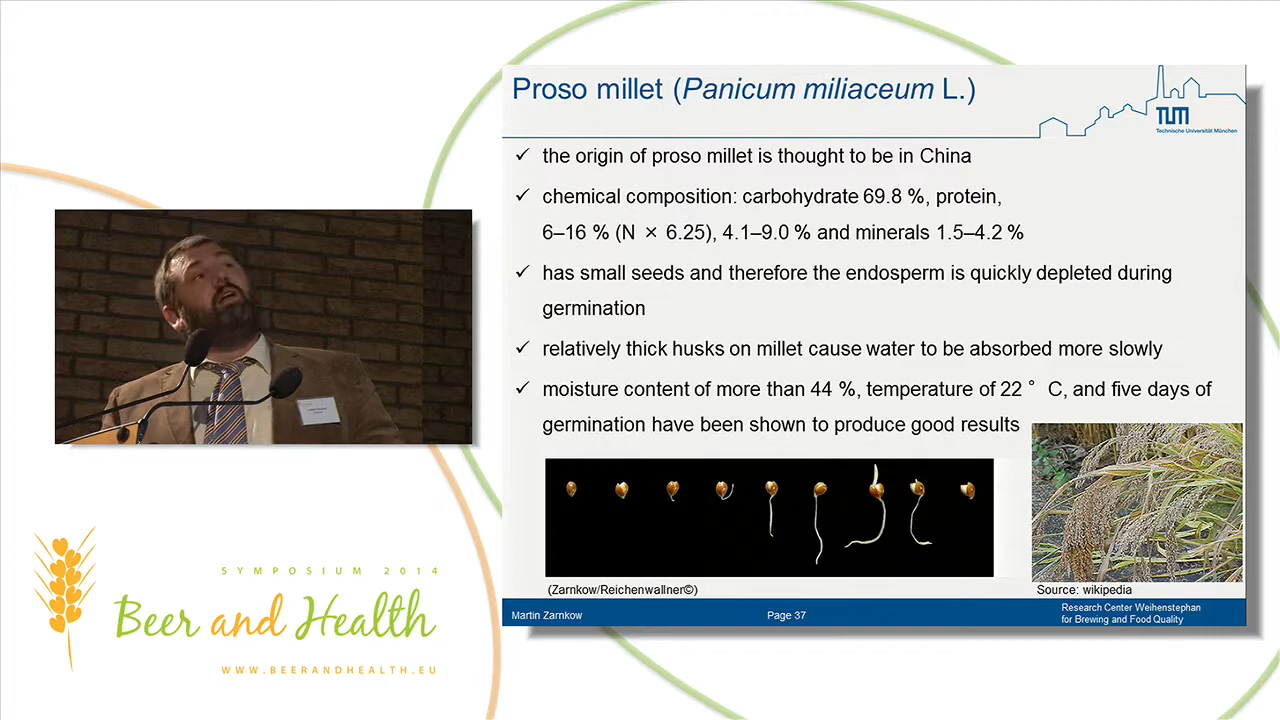 Proso millet (Panicum miliaceum L.)
TUM
Technische Universität München
✓ the origin of proso millet is thought to be in China
✓ chemical composition: carbohydrate 69.8 %, protein,
6–16 % (N × 6.25), 4.1–9.0 % and minerals 1.5–4.2 %
✓ has small seeds and therefore the endosperm is quickly depleted during
germination
✓ relatively thick husks on millet cause water to be absorbed more slowly
✓ moisture content of more than 44 %, temperature of 22 ° C, and five days of
germination have been shown to produce good results
(Zarnkow/Reichenwallner©)
Source: wikipedia
Martin Zarnkow
Page 37
Research Center Weihenstephan
for Brewing and Food Quality
SYMPOSIUM 2014
Beer and Health
WWW.BEERANDHEALTH.EU